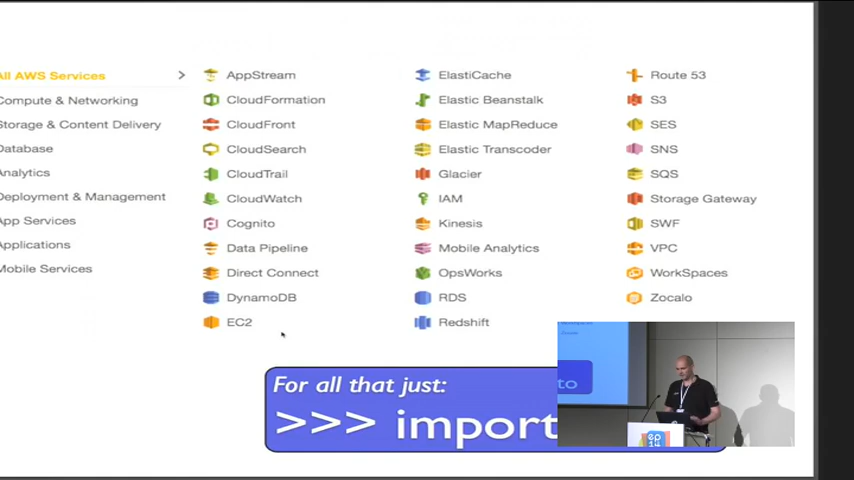 All AWS Services
Compute & Networking
Storage & Content Delivery
Database
Analytics
Deployment & Management
App Services
Applications
Mobile Services
AppStream
CloudFormation
CloudFront
CloudSearch
CloudTrail
CloudWatch
Cognito
Data Pipeline
Direct Connect
DynamoDB
EC2
ElastiCache
Elastic Beanstalk
Elastic MapReduce
Elastic Transcoder
Glacier
IAM
Kinesis
Mobile Analytics
OpsWorks
RDS
Redshift
Route 53
S3
SES
SNS
SQS
Storage Gateway
SWF
VPC
WorkSpaces
Zocalo
For all that just:
>>> import
to
ep
14